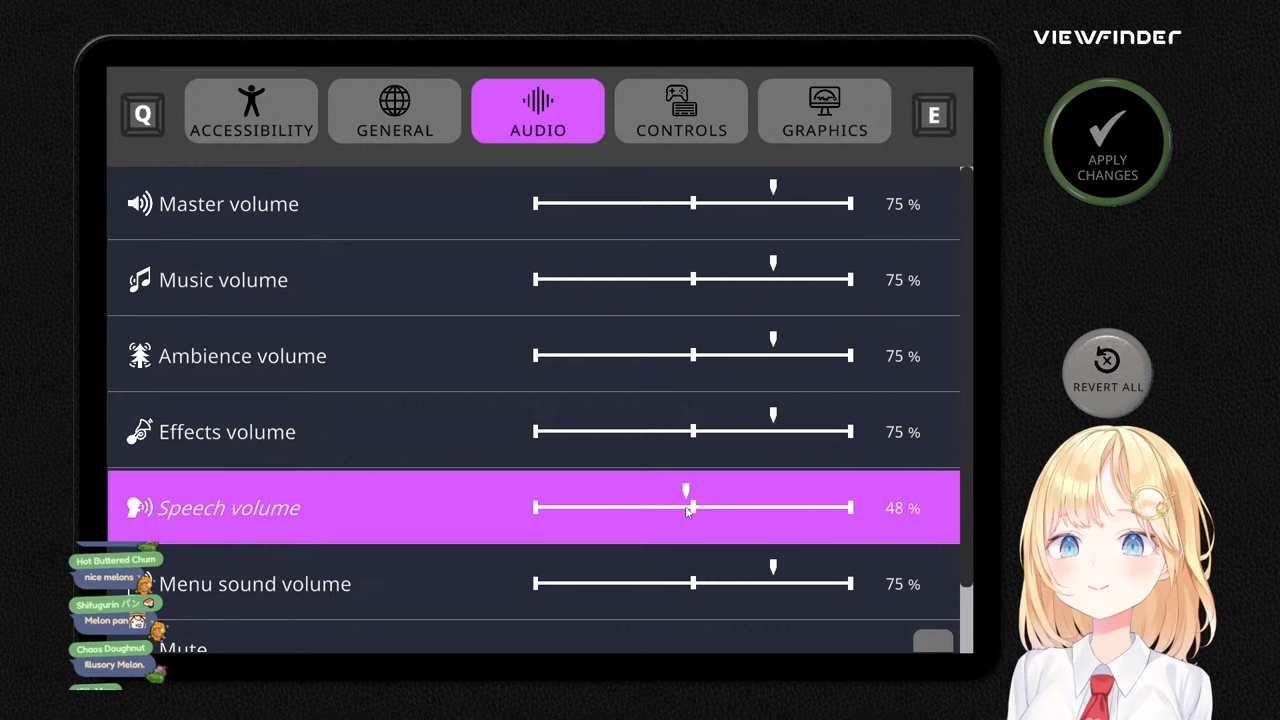 VIEWFINDER
Q
ACCESSIBILITY
GENERAL
AUDIO
CONTROLS
GRAPHICS
E
APPLY
CHANGES
Master volume
75 %
Music volume
75 %
Ambience volume
75 %
REVERT ALL
Effects volume
75 %
Speech volume
48 %
Menu sound volume
75 %
Mute
Hot Buttered Chum
nice melons
Shifugurin パン
Melon pan
Chaos Doughnut
Illusory Melon.